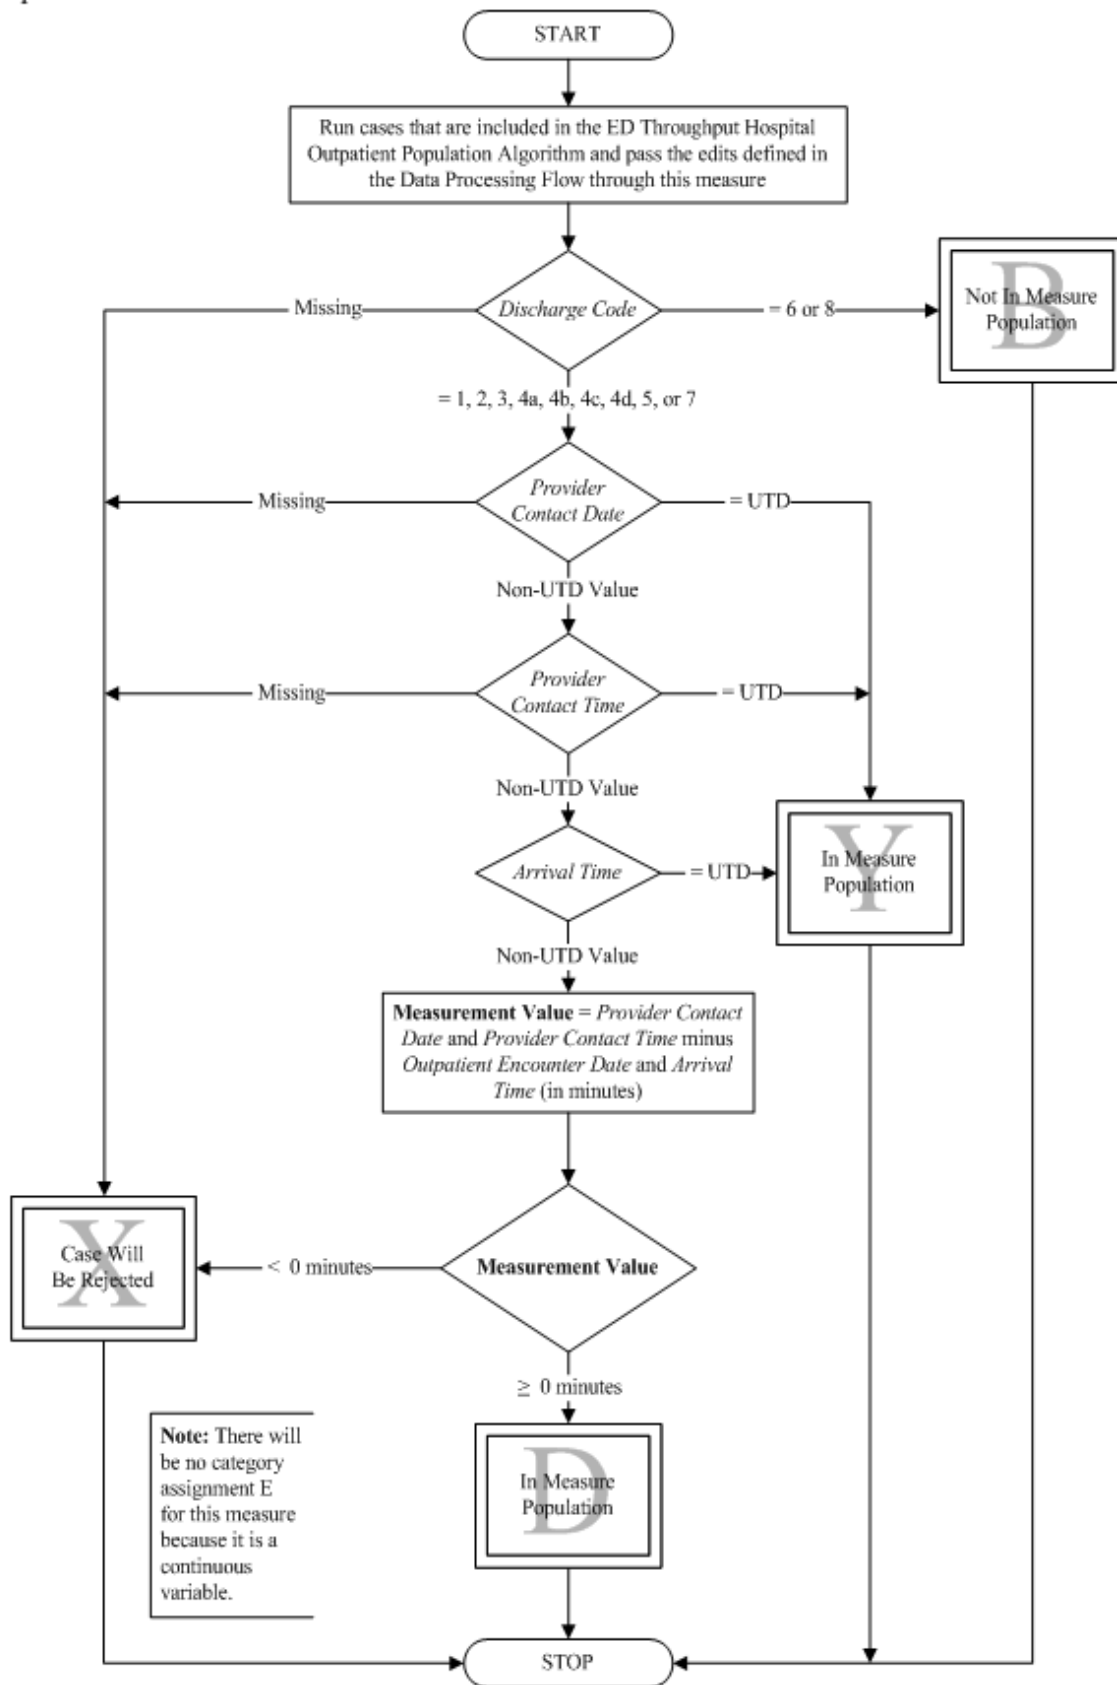 START
Run cases that are included in the ED Throughput Hospital
Outpatient Population Algorithm and pass the edits defined in
the Data Processing Flow through this measure
Missing
Discharge Code
= 6 or 8
B
Not In Measure
Population
= 1, 2, 3, 4a, 4b, 4c, 4d, 5, or 7
Missing
Provider
Contact Date
= UTD
Non-UTD Value
Missing
Provider
Contact Time
= UTD
Non-UTD Value
Arrival Time
= UTD
Y
In Measure
Population
Non-UTD Value
Measurement Value = Provider Contact
Date and Provider Contact Time minus
Outpatient Encounter Date and Arrival
Time (in minutes)
X
Case Will
Be Rejected
< 0 minutes
Measurement Value
≥ 0 minutes
Note: There will
be no category
assignment E
for this measure
because it is a
continuous
variable.
D
In Measure
Population
STOP